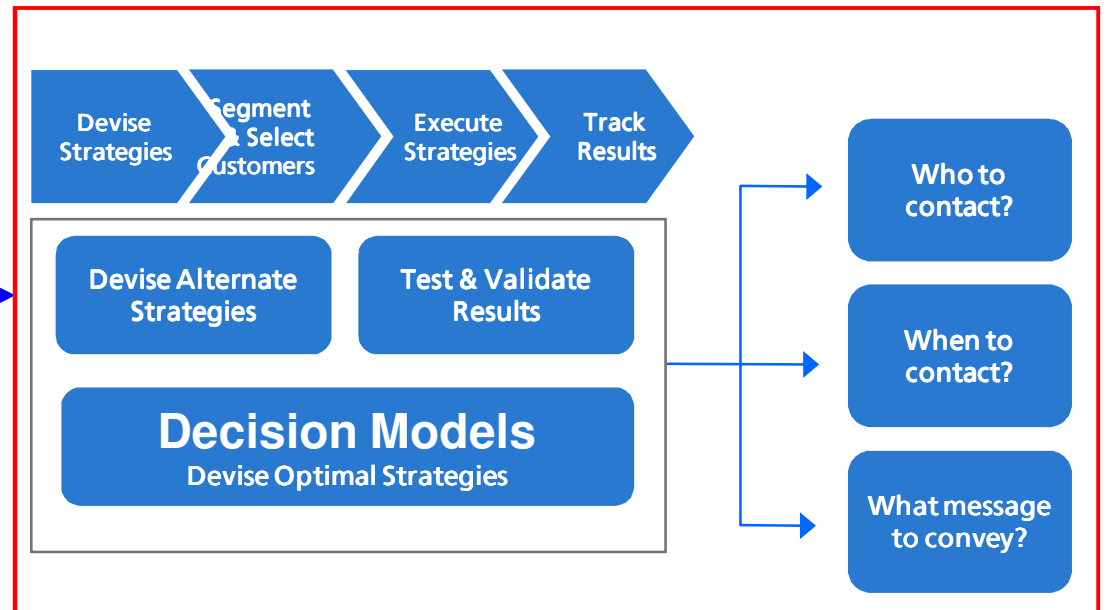 Devise
Strategies
Segment
& Select
Customers
Execute
Strategies
Track
Results
Devise Alternate
Strategies
Test & Validate
Results
Decision Models
Devise Optimal Strategies
Who to
contact?
When to
contact?
What message
to convey?